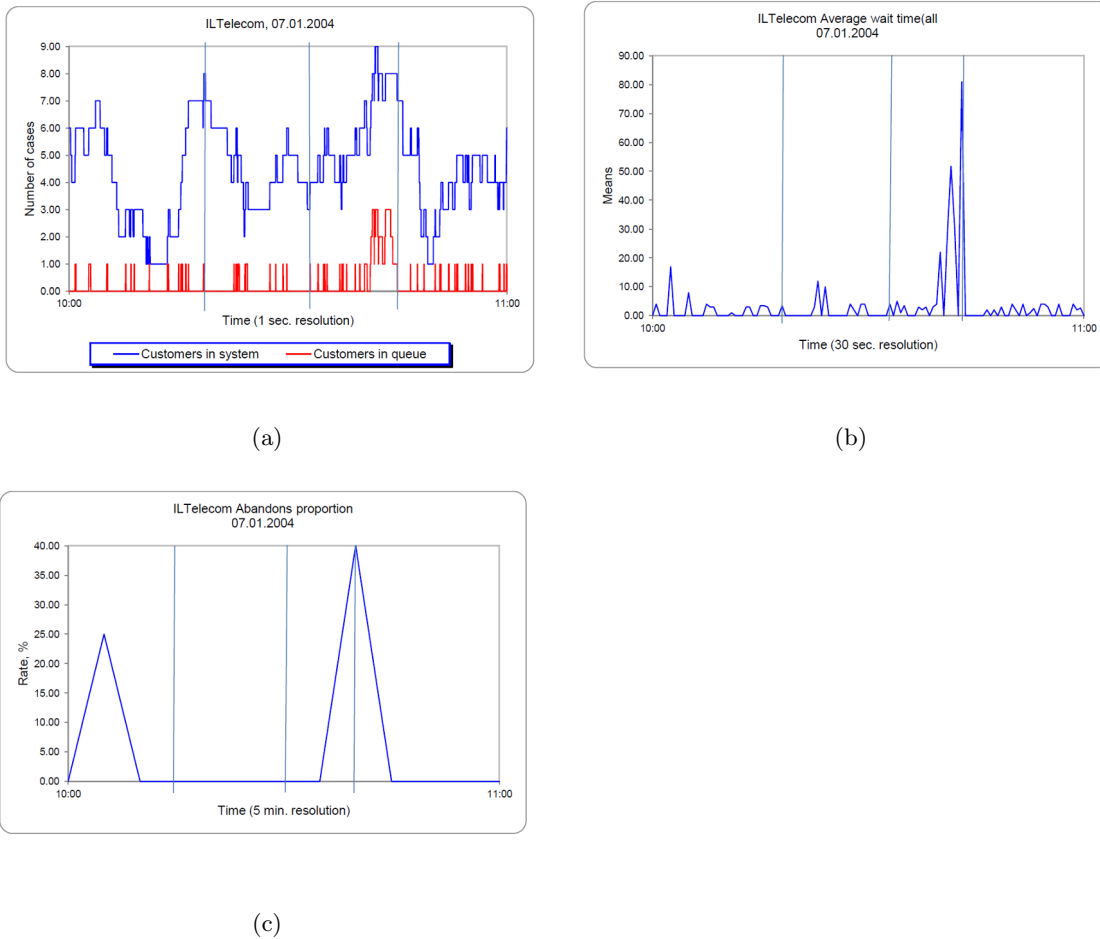 ILTelecom, 07.01.2004
Number of cases
9.00
8.00
7.00
6.00
5.00
4.00
3.00
2.00
1.00
0.00
10:00
11:00
Time (1 sec. resolution)
Customers in system
Customers in queue
(a)
ILTelecom Average wait time(all
07.01.2004
Means
90.00
80.00
70.00
60.00
50.00
40.00
30.00
20.00
10.00
0.00
10:00
11:00
Time (30 sec. resolution)
(b)
ILTelecom Abandons proportion
07.01.2004
Rate, %
40.00
35.00
30.00
25.00
20.00
15.00
10.00
5.00
0.00
10:00
11:00
Time (5 min. resolution)
(c)